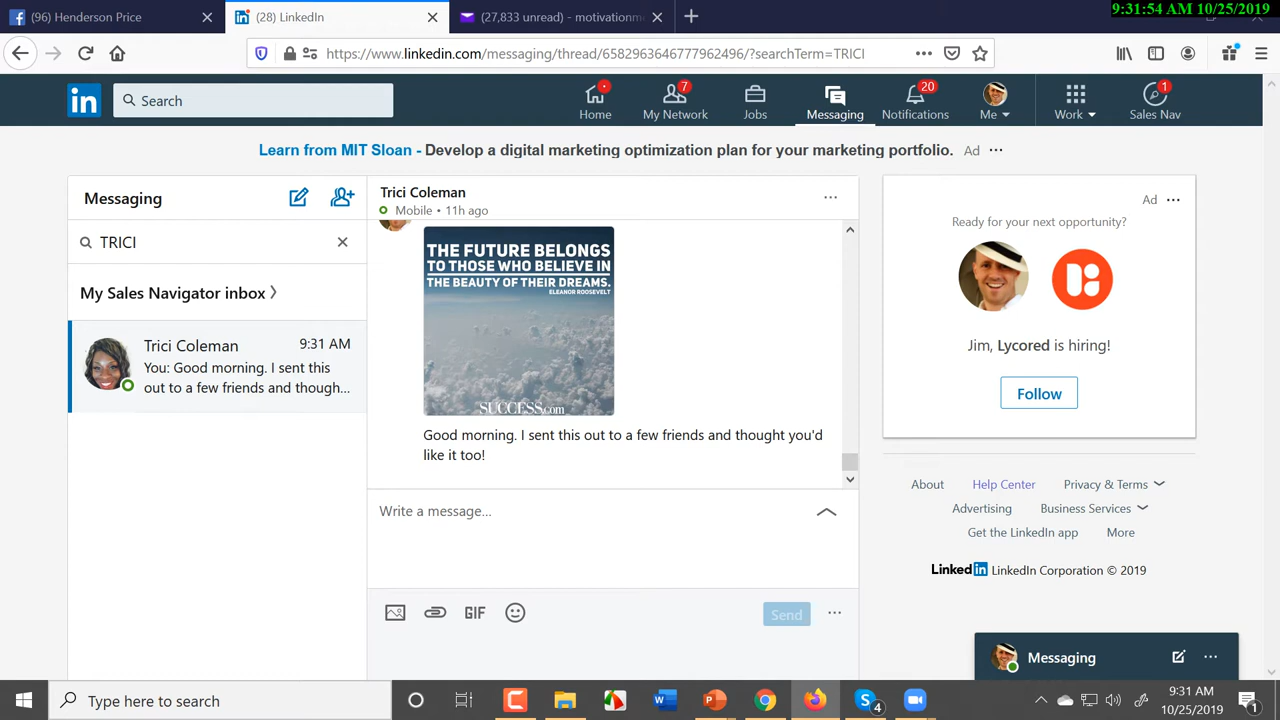 9:31:54 AM 10/25/2019
(96) Henderson Price
(28) LinkedIn
(27,833 unread) - motivationm
https://www.linkedin.com/messaging/thread/6582963646777962496/?searchTerm=TRICI
in
Search
Home
7
My Network
Jobs
Messaging
20
Notifications
Me
Work
1
Sales Nav
Learn from MIT Sloan - Develop a digital marketing optimization plan for your marketing portfolio.
Ad
Messaging
TRICI
My Sales Navigator inbox
Trici Coleman
9:31 AM
You: Good morning. I sent this
out to a few friends and though...
Trici Coleman
Mobile • 11h ago
THE FUTURE BELONGS
TO THOSE WHO BELIEVE IN
THE BEAUTY OF THEIR DREAMS.
ELEANOR ROOSEVELT
SUCCESS.com
Good morning. I sent this out to a few friends and thought you'd
like it too!
Write a message...
GIF
Send
Ad
Ready for your next opportunity?
Jim, Lycored is hiring!
Follow
About
Help Center
Privacy & Terms
Advertising
Business Services
Get the LinkedIn app
More
Linkedin LinkedIn Corporation © 2019
Messaging
Type here to search
4
9:31 AM
10/25/2019
1